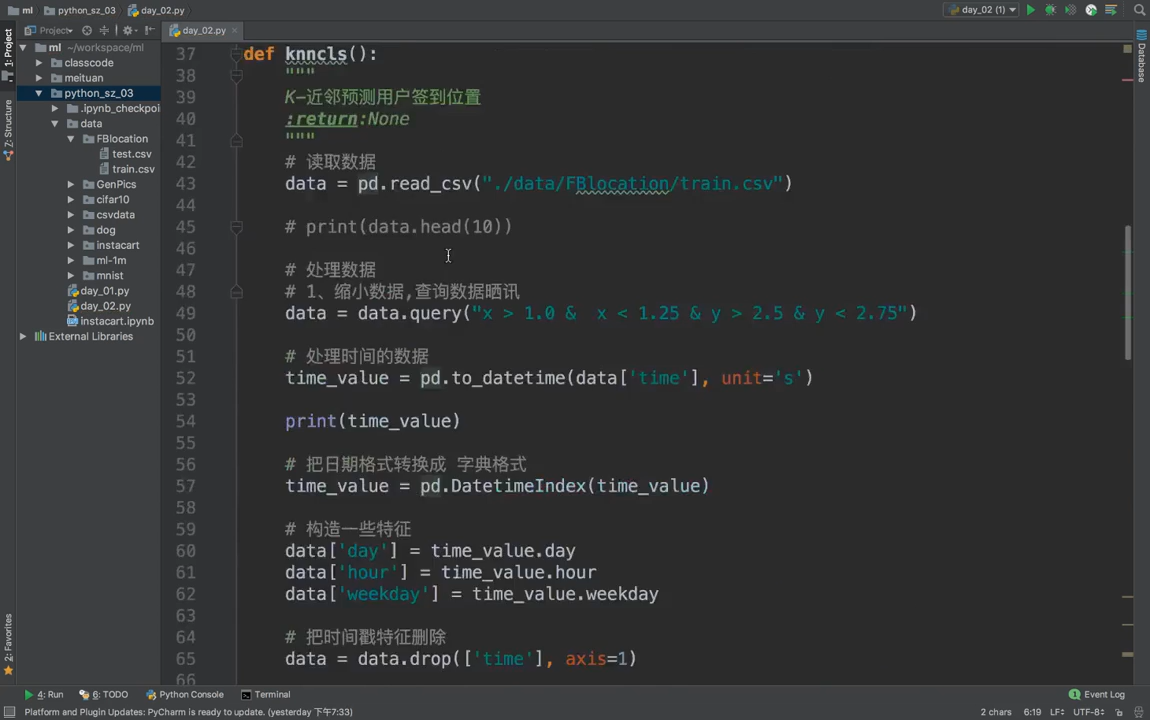 ml
python_sz_03
day_02.py
day_02 (1)
Project
day_02.py
ml ~/workspace/ml
classcode
meituan
python_sz_03
.ipynb_checkpoi
data
FBlocation
test.csv
train.csv
GenPics
cifar10
csvdata
dog
instacart
ml-1m
mnist
day_01.py
day_02.py
instacart.ipynb
External Libraries
1: Project
7: Structure
2: Favorites
Database
37 def knncls():
38 """
39 K-近邻预测用户签到位置
40 :return:None
41 """
42 # 读取数据
43 data = pd.read_csv("./data/FBlocation/train.csv")
44
45 # print(data.head(10))
46
47 # 处理数据
48 # 1、缩小数据,查询数据晒讯
49 data = data.query("x > 1.0 &  x < 1.25 & y > 2.5 & y < 2.75")
50
51 # 处理时间的数据
52 time_value = pd.to_datetime(data['time'], unit='s')
53
54 print(time_value)
55
56 # 把日期格式转换成 字典格式
57 time_value = pd.DatetimeIndex(time_value)
58
59 # 构造一些特征
60 data['day'] = time_value.day
61 data['hour'] = time_value.hour
62 data['weekday'] = time_value.weekday
63
64 # 把时间戳特征删除
65 data = data.drop(['time'], axis=1)
66
4: Run
6: TODO
Python Console
Terminal
Event Log
Platform and Plugin Updates: PyCharm is ready to update. (yesterday 下午7:33)
2 chars
6:19
LF÷
UTF-8÷